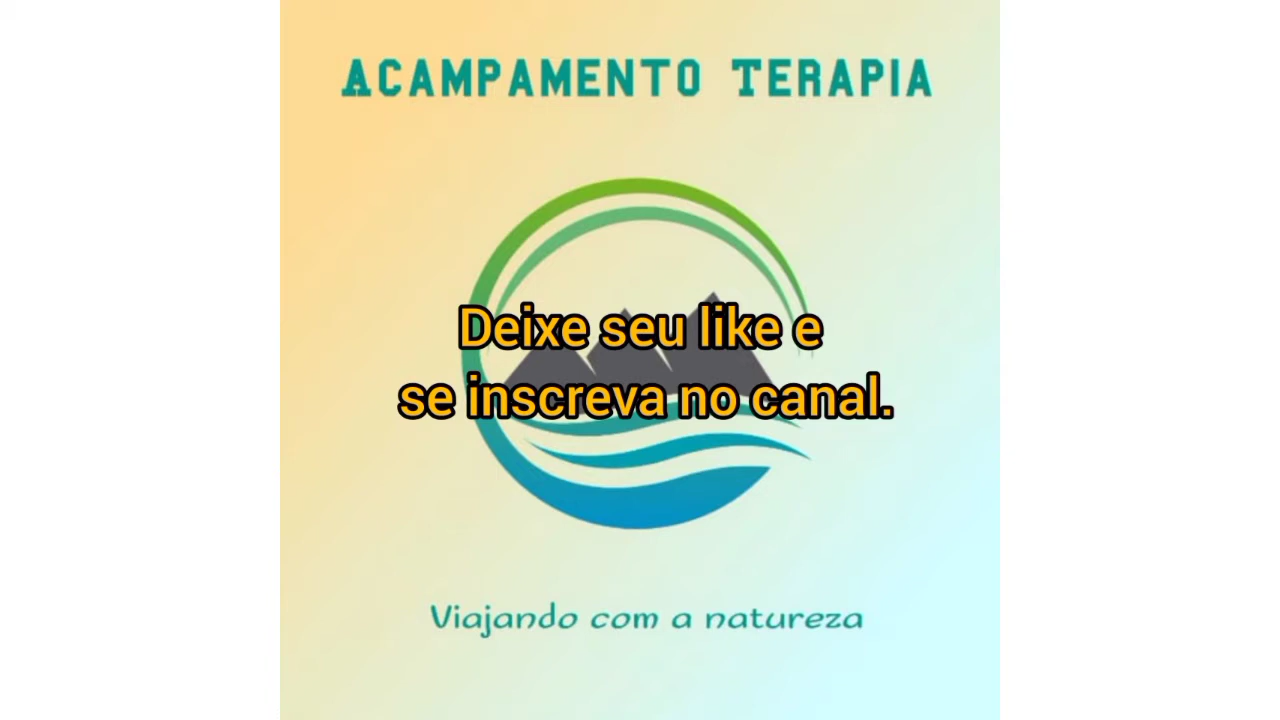 Acampamento Terapia
Deixe seu like e
se inscreva no canal.
Viajando com a natureza